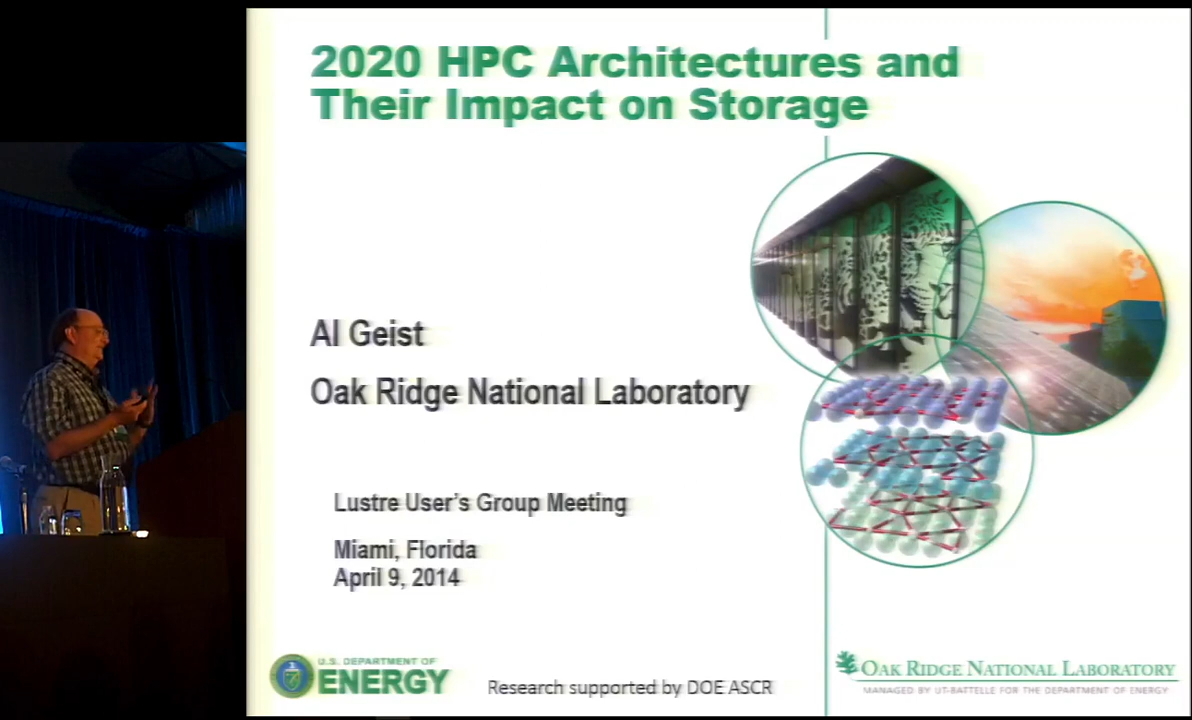 2020 HPC Architectures and
Their Impact on Storage
Al Geist
Oak Ridge National Laboratory
Lustre User's Group Meeting
Miami, Florida
April 9, 2014
U.S. DEPARTMENT OF
ENERGY
Research supported by DOE ASCR
OAK RIDGE NATIONAL LABORATORY
MANAGED BY UT-BATTELLE FOR THE DEPARTMENT OF ENERGY